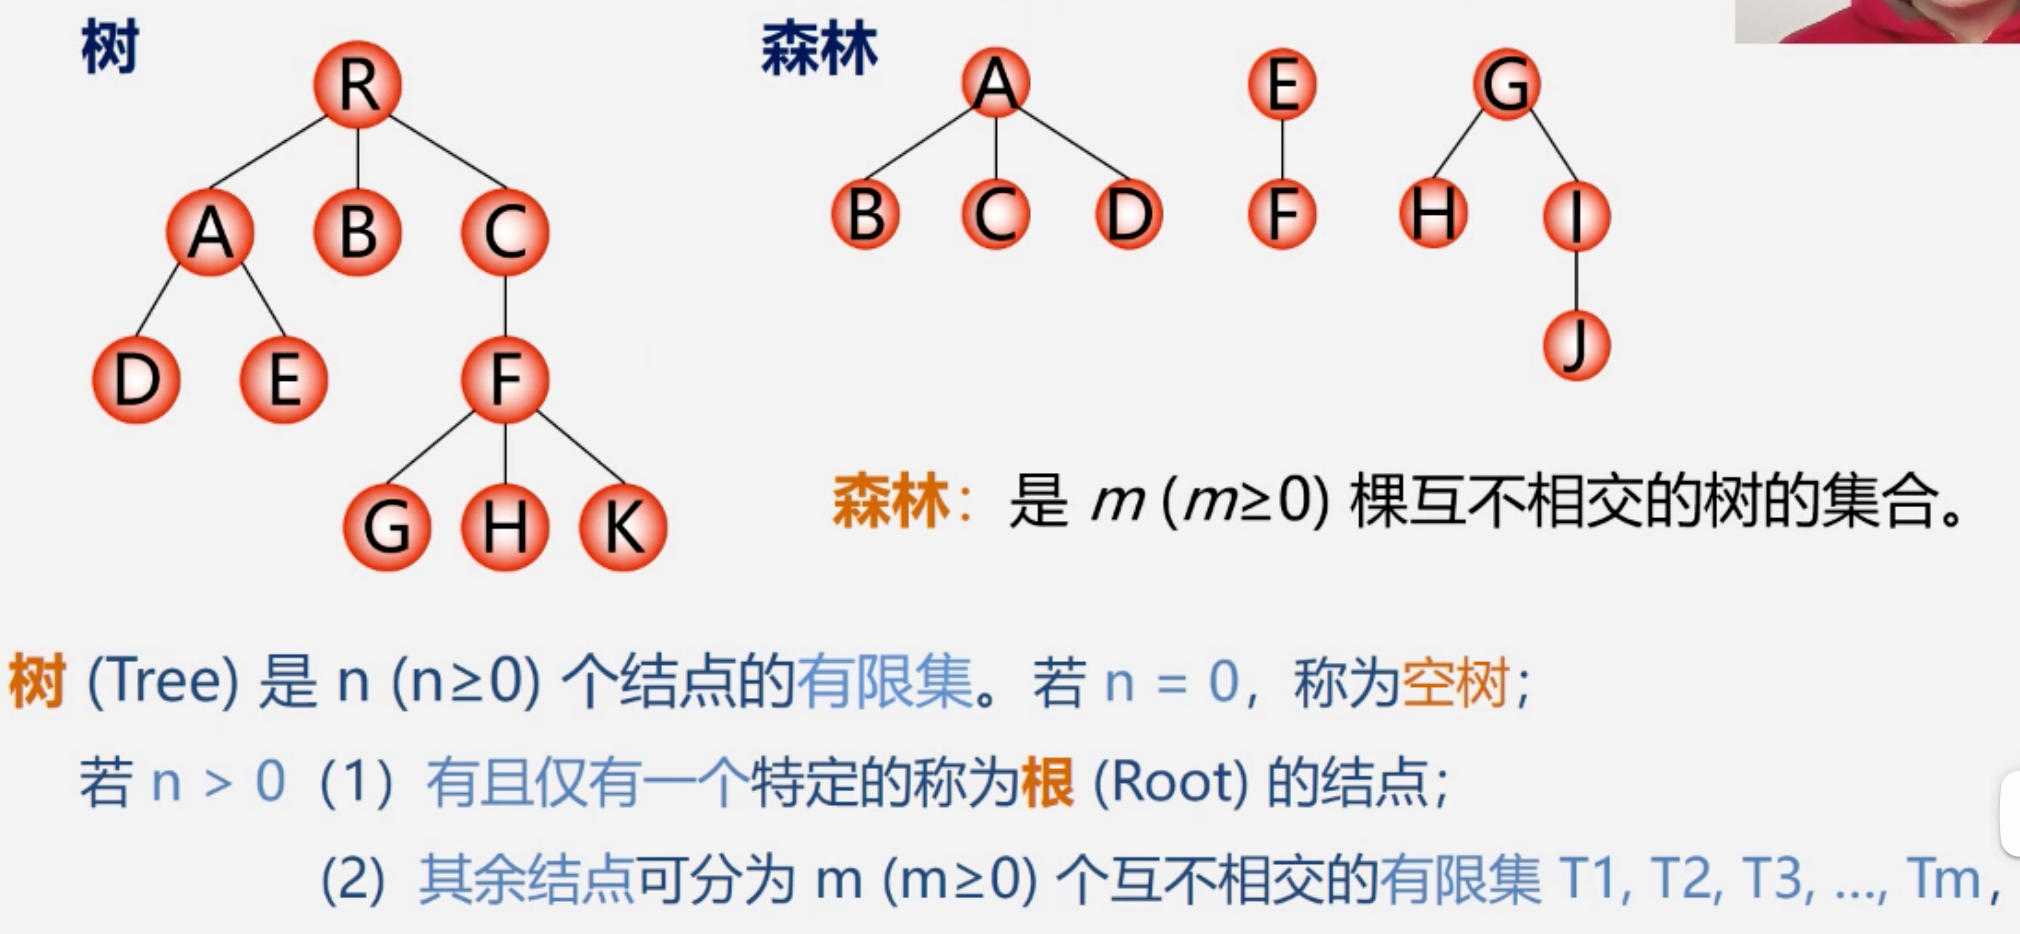 树
森林
R
A B C
D E F
G H K
A E G
B C D F H I
J
森林：是 m (m≥0) 棵互不相交的树的集合。
树 (Tree) 是 n (n≥0) 个结点的有限集。若 n = 0，称为空树；
若 n > 0（1）有且仅有一个特定的称为根 (Root) 的结点；
(2) 其余结点可分为 m (m≥0) 个互不相交的有限集 T1, T2, T3, ..., Tm，